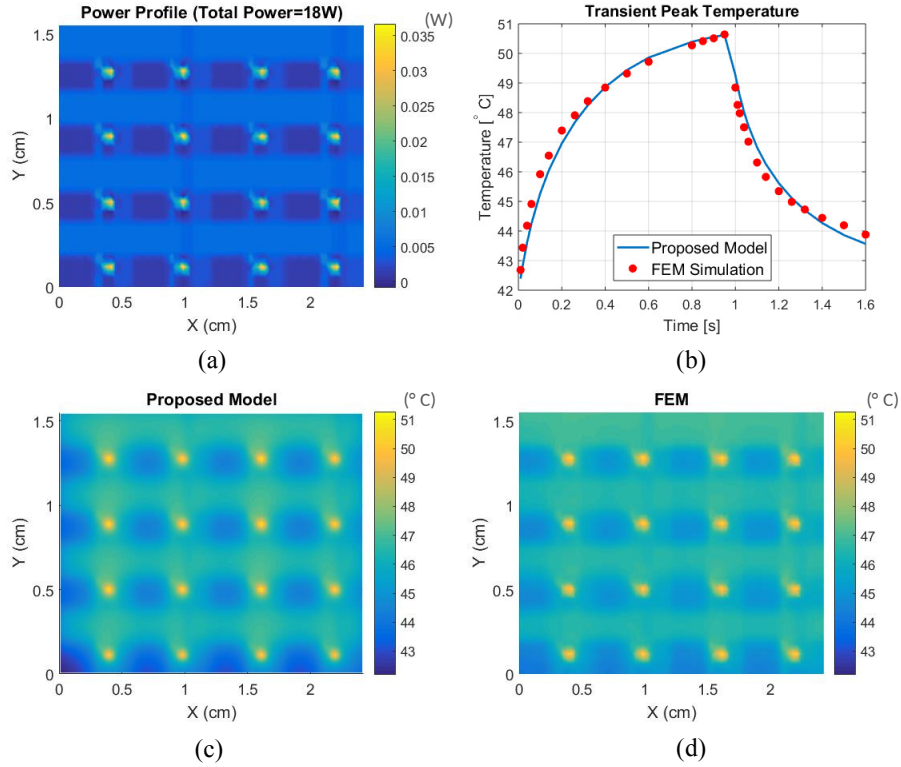 Power Profile (Total Power=18W)
(W)
1.5
1
0.5
0
Y (cm)
0 0.5 1 1.5 2
X (cm)
0.035
0.03
0.025
0.02
0.015
0.01
0.005
0
(a)
Transient Peak Temperature
51
50
49
48
47
46
45
44
43
42
Temperature [° C]
0 0.2 0.4 0.6 0.8 1 1.2 1.4 1.6
Time [s]
Proposed Model
FEM Simulation
(b)
Proposed Model
(° C)
1.5
1
0.5
0
Y (cm)
0 0.5 1 1.5 2
X (cm)
51
50
49
48
47
46
45
44
43
(c)
FEM
(° C)
1.5
1
0.5
0
Y (cm)
0 0.5 1 1.5 2
X (cm)
51
50
49
48
47
46
45
44
43
(d)